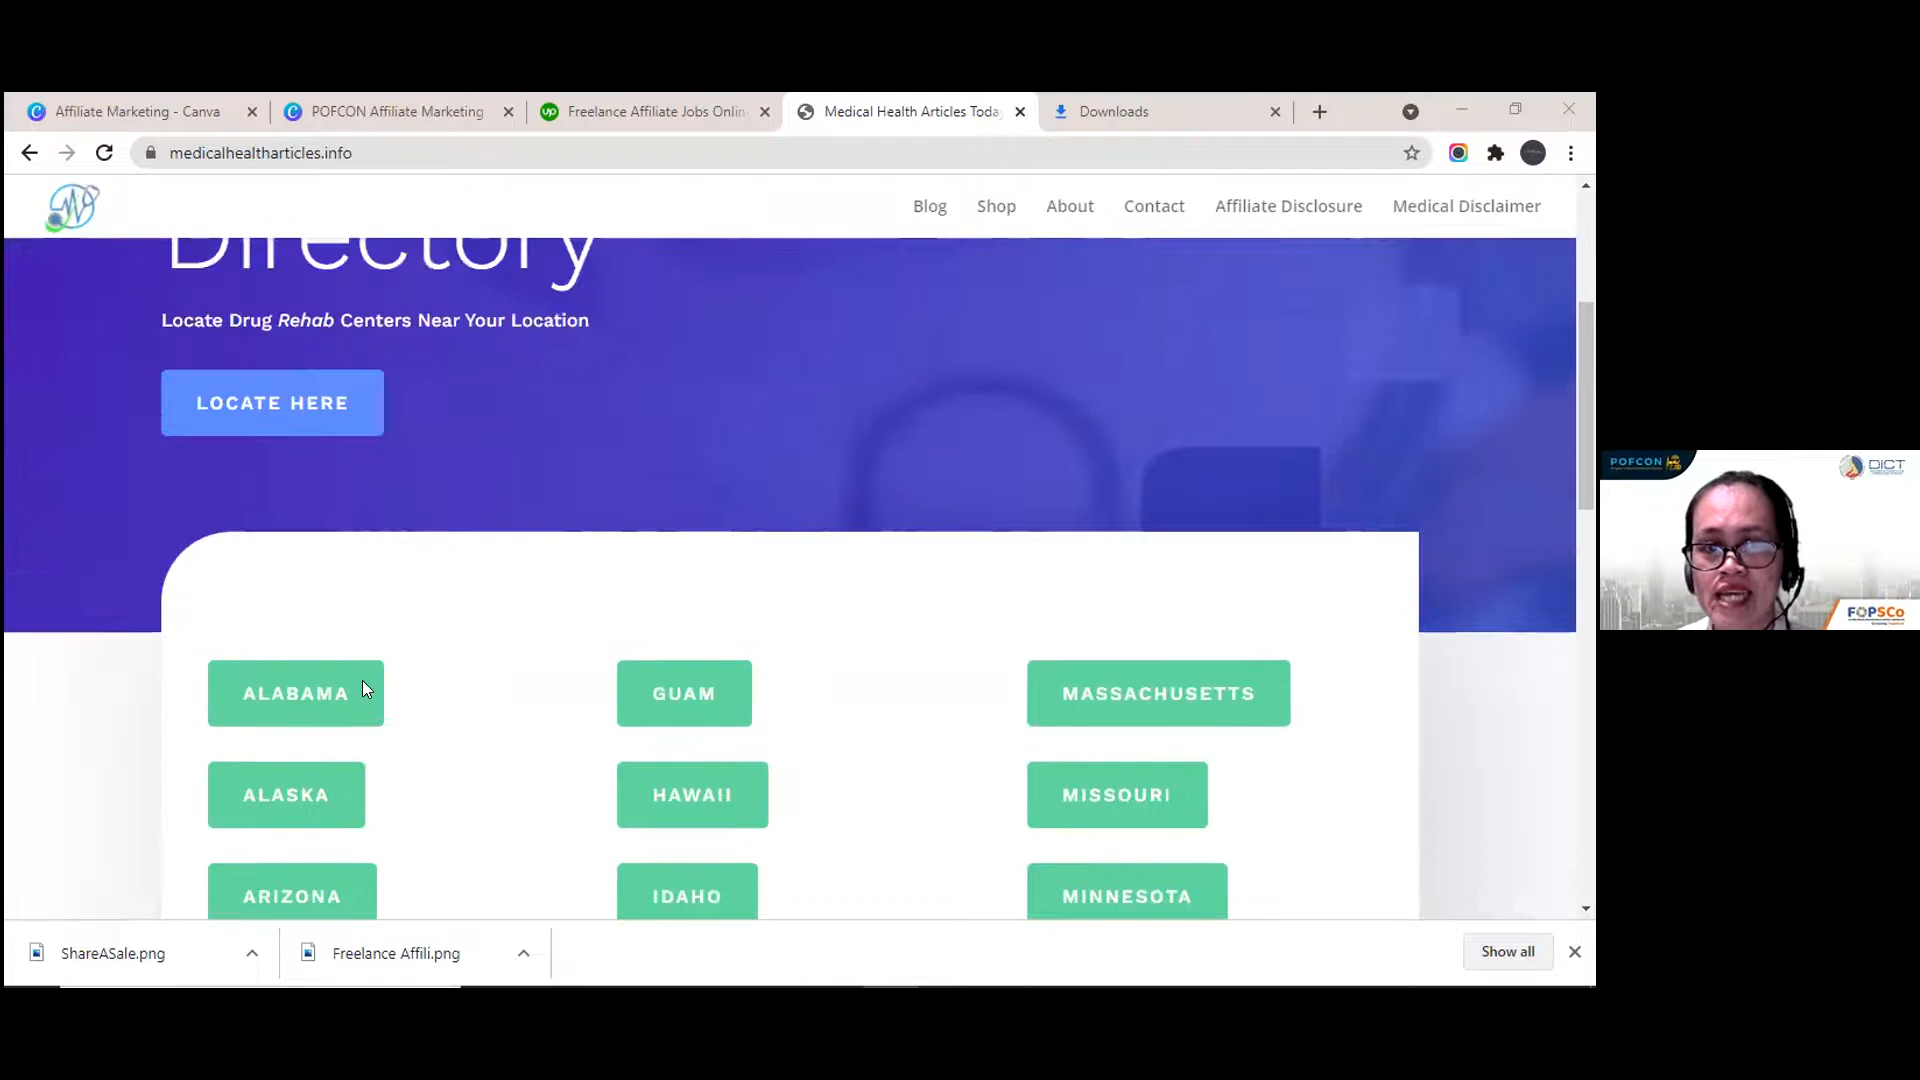 Affiliate Marketing - Canva
POFCON Affiliate Marketing
Freelance Affiliate Jobs Onlin
Medical Health Articles Toda
Downloads
medicalhealtharticles.info
Blog
Shop
About
Contact
Affiliate Disclosure
Medical Disclaimer
Directory
Locate Drug Rehab Centers Near Your Location
LOCATE HERE
ALABAMA
GUAM
MASSACHUSETTS
ALASKA
HAWAII
MISSOURI
ARIZONA
IDAHO
MINNESOTA
ShareASale.png
Freelance Affili.png
Show all
POFCON
DICT
FOPSCo